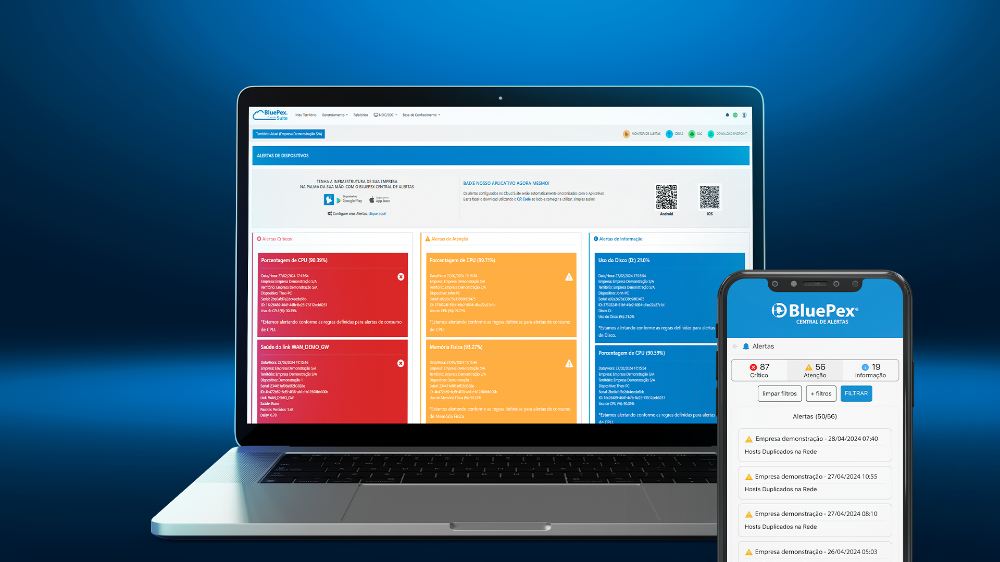 BluePex.
Cloud Suite
Meu Território Gerenciamento Relatórios NOC/SOC Base de Conhecimento
Território Atual (Empresa Demonstração S/A)
MONITOR DE ALERTAS IDEIAS SAC DOWNLOAD ENDPOINT
ALERTAS DE DISPOSITIVOS
TENHA A INFRAESTRUTURA DE SUA EMPRESA
NA PALMA DA SUA MÃO, COM O BLUEPEX CENTRAL DE ALERTAS
Disponível no Google Play
Disponível na App Store
Configure seus Alertas, clique aqui!
BAIXE NOSSO APLICATIVO AGORA MESMO!
Os alertas configurados no Cloud Suite serão automaticamente sincronizados com o Aplicativo!
Basta fazer o download utilizando o QR Code ao lado e começar a utilizar, simples assim!
Android
IOS
Alertas Críticos
Porcentagem de CPU (90.39%)
Data/Hora: 27/02/2024 17:15:54
Empresa: Empresa Demonstração S/A
Território: Empresa Demonstração S/A
Dispositivo: Theo-PC
Serial: 2be0afd7e2dc4eede6bb
ID: 16c26489-464f-44fb-8e25-75512ceb8251
Uso de CPU (%): 90.39%
*Estamos alertando conforme as regras definidas para alertas de consumo
de CPU.
Saúde do link WAN_DEMO_GW
Data/Hora: 27/02/2024 17:15:46
Empresa: Empresa Demonstração S/A
Território: Empresa Demonstração S/A
Dispositivo: Demonstração 1
Serial: 234451af06a8f2b3828e
ID: 4b472b59-6cf9-4f38-ab1d-b12500bb100b
Link: WAN_DEMO_GW
Saúde: Ruim
Pacotes Perdidos: 1.48
Delay: 6.78
Alertas de Atenção
Porcentagem de CPU (99.71%)
Data/Hora: 27/02/2024 17:15:54
Empresa: Empresa Demonstração S/A
Território: Empresa Demonstração S/A
Dispositivo: John-PC
Serial: a82a2e75a338b9d03475
ID: 3730324f-81bf-49e2-8894-dfae22a27c1d
Uso de CPU (%): 99.71%
*Estamos alertando conforme as regras definidas para alertas de consumo
de CPU.
Memória Física (93.27%)
Data/Hora: 27/02/2024 17:15:46
Empresa: Empresa Demonstração S/A
Território: Empresa Demonstração S/A
Dispositivo: Demonstração 1
Serial: 234451af06a8f2b3828e
ID: 4b472b59-6cf9-4f38-ab1d-b12500bb100b
Uso de Memória Física (%): 93.27%
*Estamos alertando conforme as regras definidas para alertas de consumo
de Memória Física
Alertas de Informação
Uso do Disco (D:) 21.0%
Data/Hora: 27/02/2024 17:15:54
Empresa: Empresa Demonstração S/A
Território: Empresa Demonstração S/A
Dispositivo: John-PC
Serial: a82a2e75a338b9d03475
ID: 3730324f-81bf-49e2-8894-dfae22a27c1d
Disco: D:
Uso do Disco (%): 21.0%
*Estamos alertando conforme as regras definidas para alertas
de Disco.
Porcentagem de CPU (90.39%)
Data/Hora: 27/02/2024 17:15:54
Empresa: Empresa Demonstração S/A
Território: Empresa Demonstração S/A
Dispositivo: Theo-PC
Serial: 2be0afd7e2dc4eede6bb
ID: 16c26489-464f-44fb-8e25-75512ceb8251
Uso de CPU (%): 90.39%
*Estamos alertando conforme as regras definidas para alertas
de CPU.
BluePex®
CENTRAL DE ALERTAS
Alertas
87 56 19
Crítico Atenção Informação
limpar filtros + filtros FILTRAR
Alertas (50/56)
Empresa demonstração - 28/04/2024 07:40
Hosts Duplicados na Rede
Empresa demonstração - 27/04/2024 10:55
Hosts Duplicados na Rede
Empresa demonstração - 27/04/2024 08:10
Hosts Duplicados na Rede
Empresa demonstração - 26/04/2024 05:03